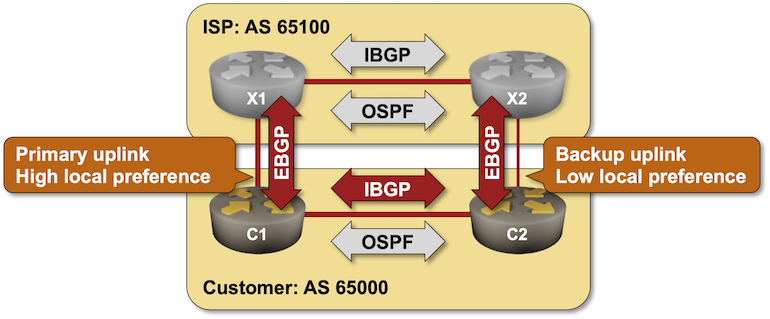 ISP: AS 65100
IBGP
X1
X2
OSPF
EBGP
EBGP
Primary uplink
High local preference
Backup uplink
Low local preference
IBGP
C1
C2
OSPF
Customer: AS 65000